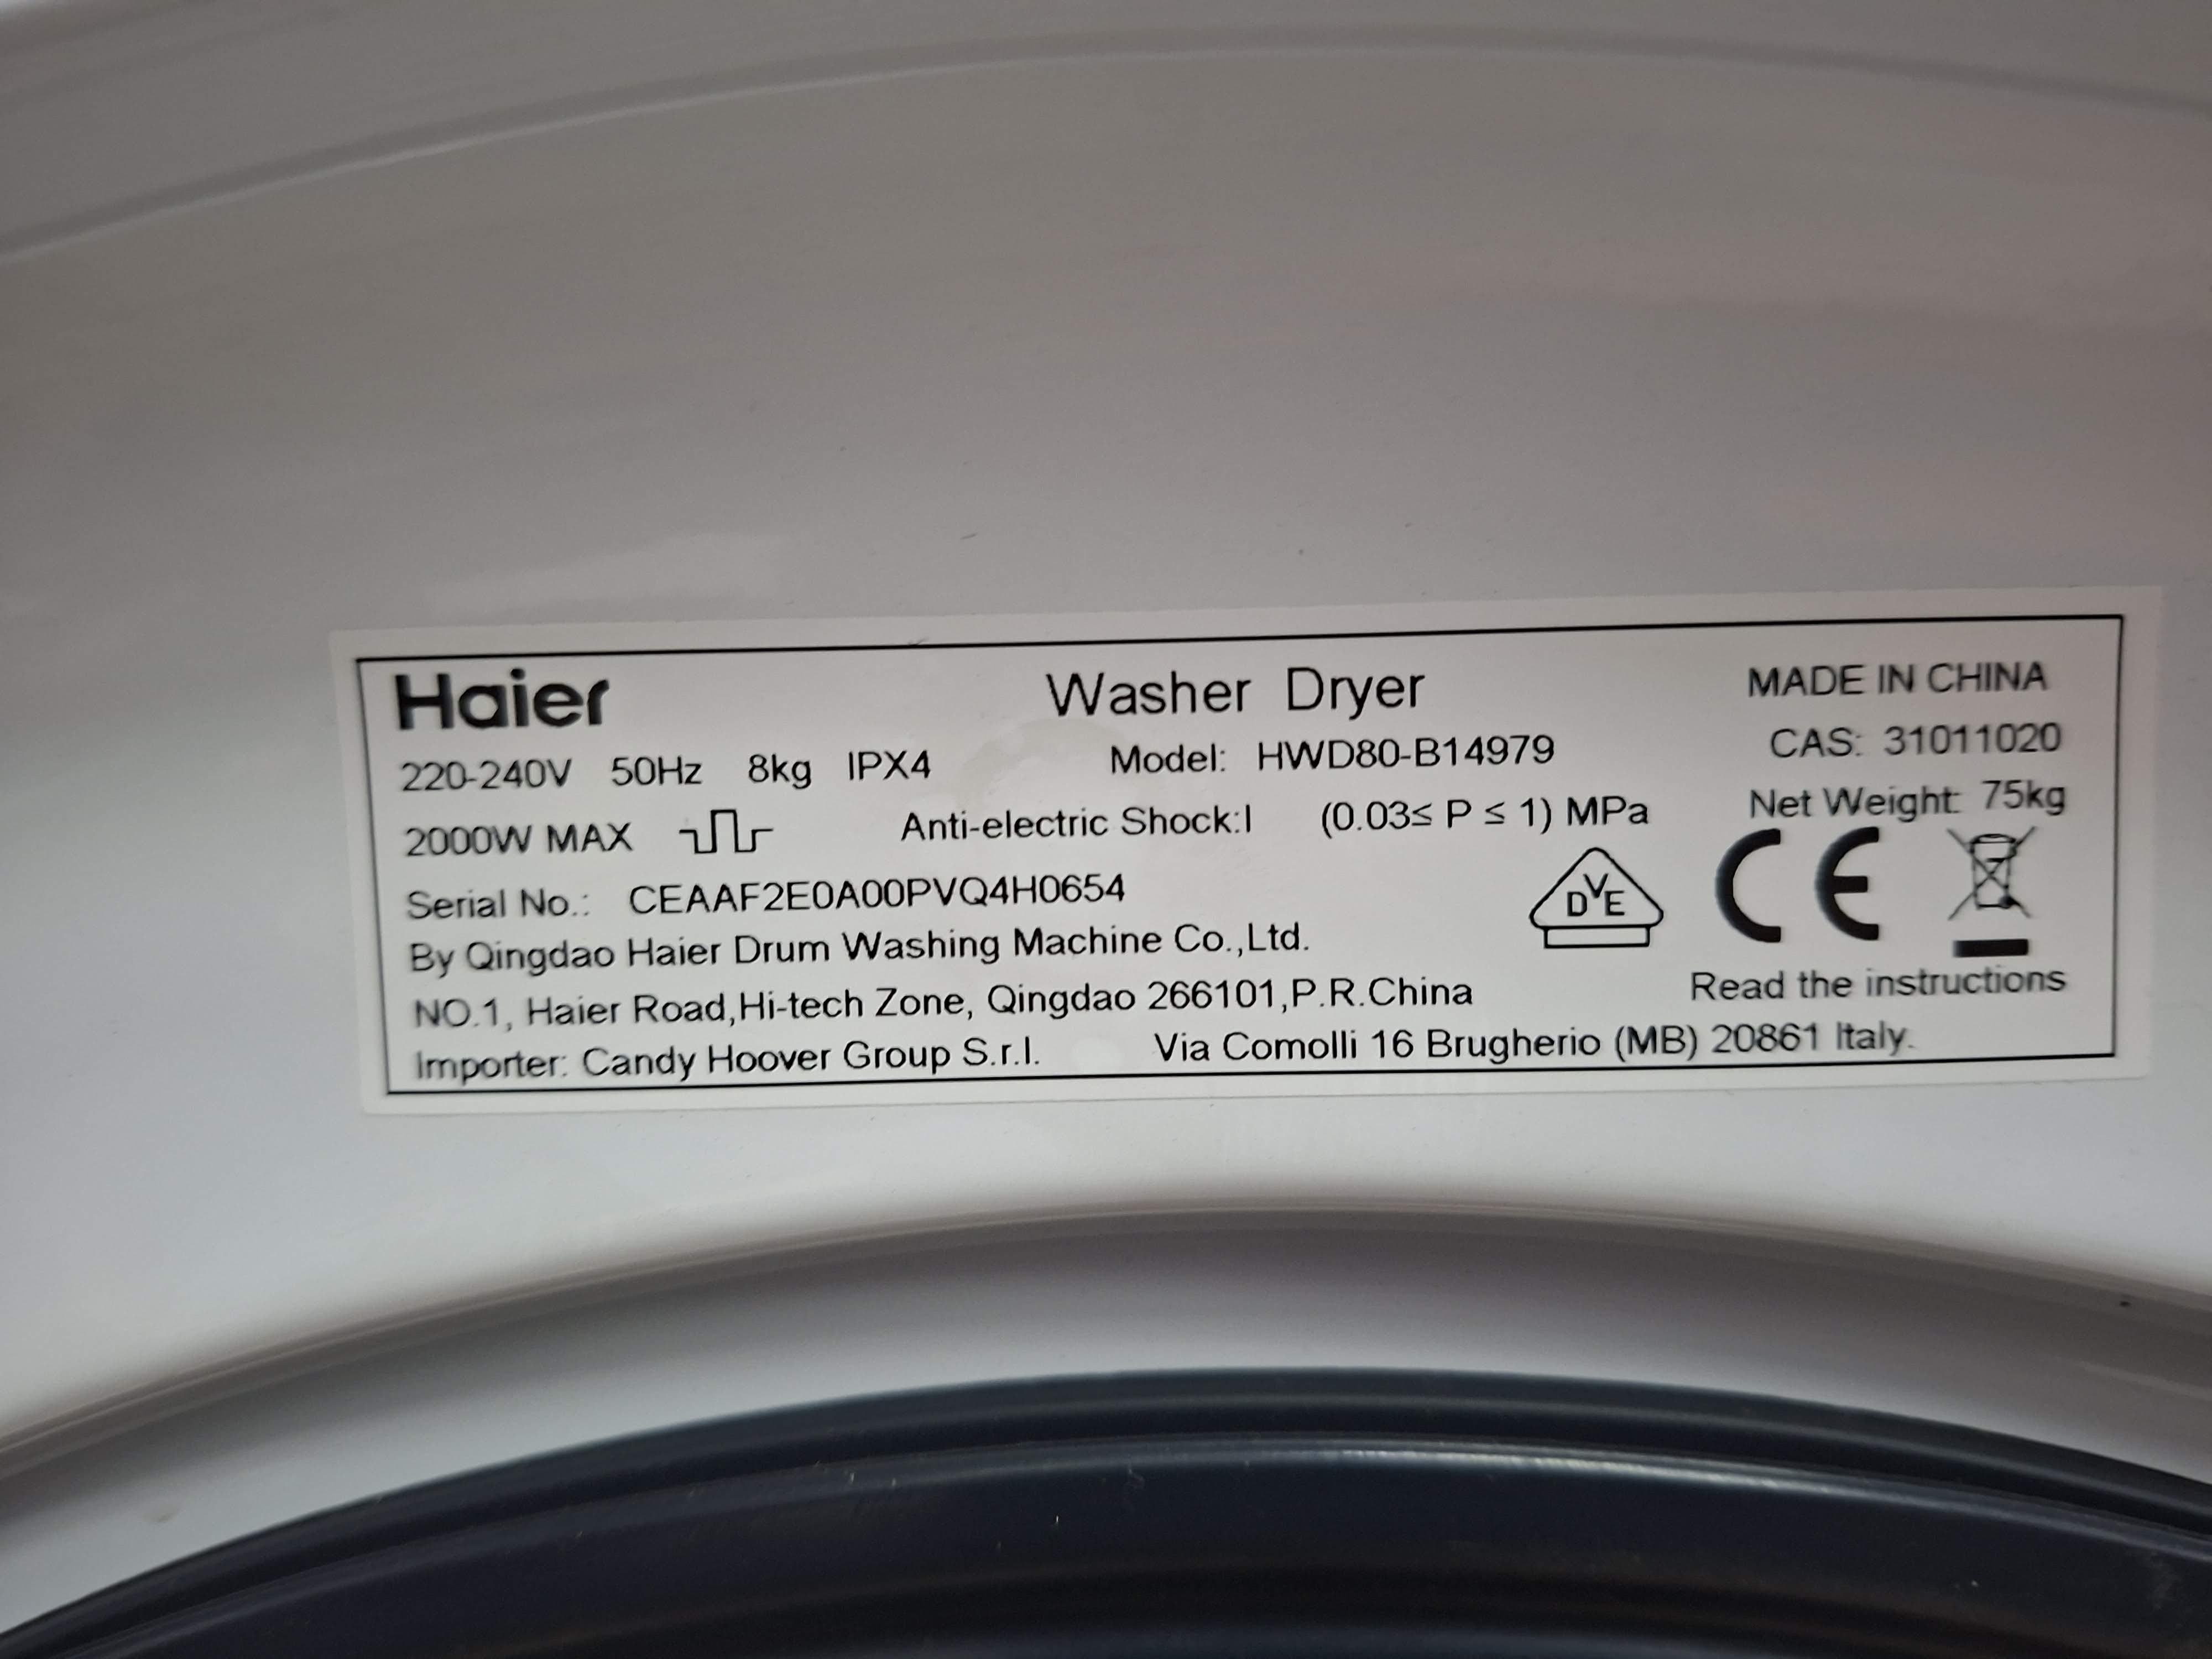 Haier Washer Dryer MADE IN CHINA
220-240V 50Hz 8kg IPX4 Model: HWD80-B14979 CAS: 31011020
2000W MAX Anti-electric Shock:I (0.03≤ P ≤ 1) MPa Net Weight: 75kg
Serial No.: CEAAF2E0A00PVQ4H0654 DVE CE
By Qingdao Haier Drum Washing Machine Co.,Ltd.
NO.1, Haier Road,Hi-tech Zone, Qingdao 266101,P.R.China Read the instructions
Importer: Candy Hoover Group S.r.l. Via Comolli 16 Brugherio (MB) 20861 Italy.